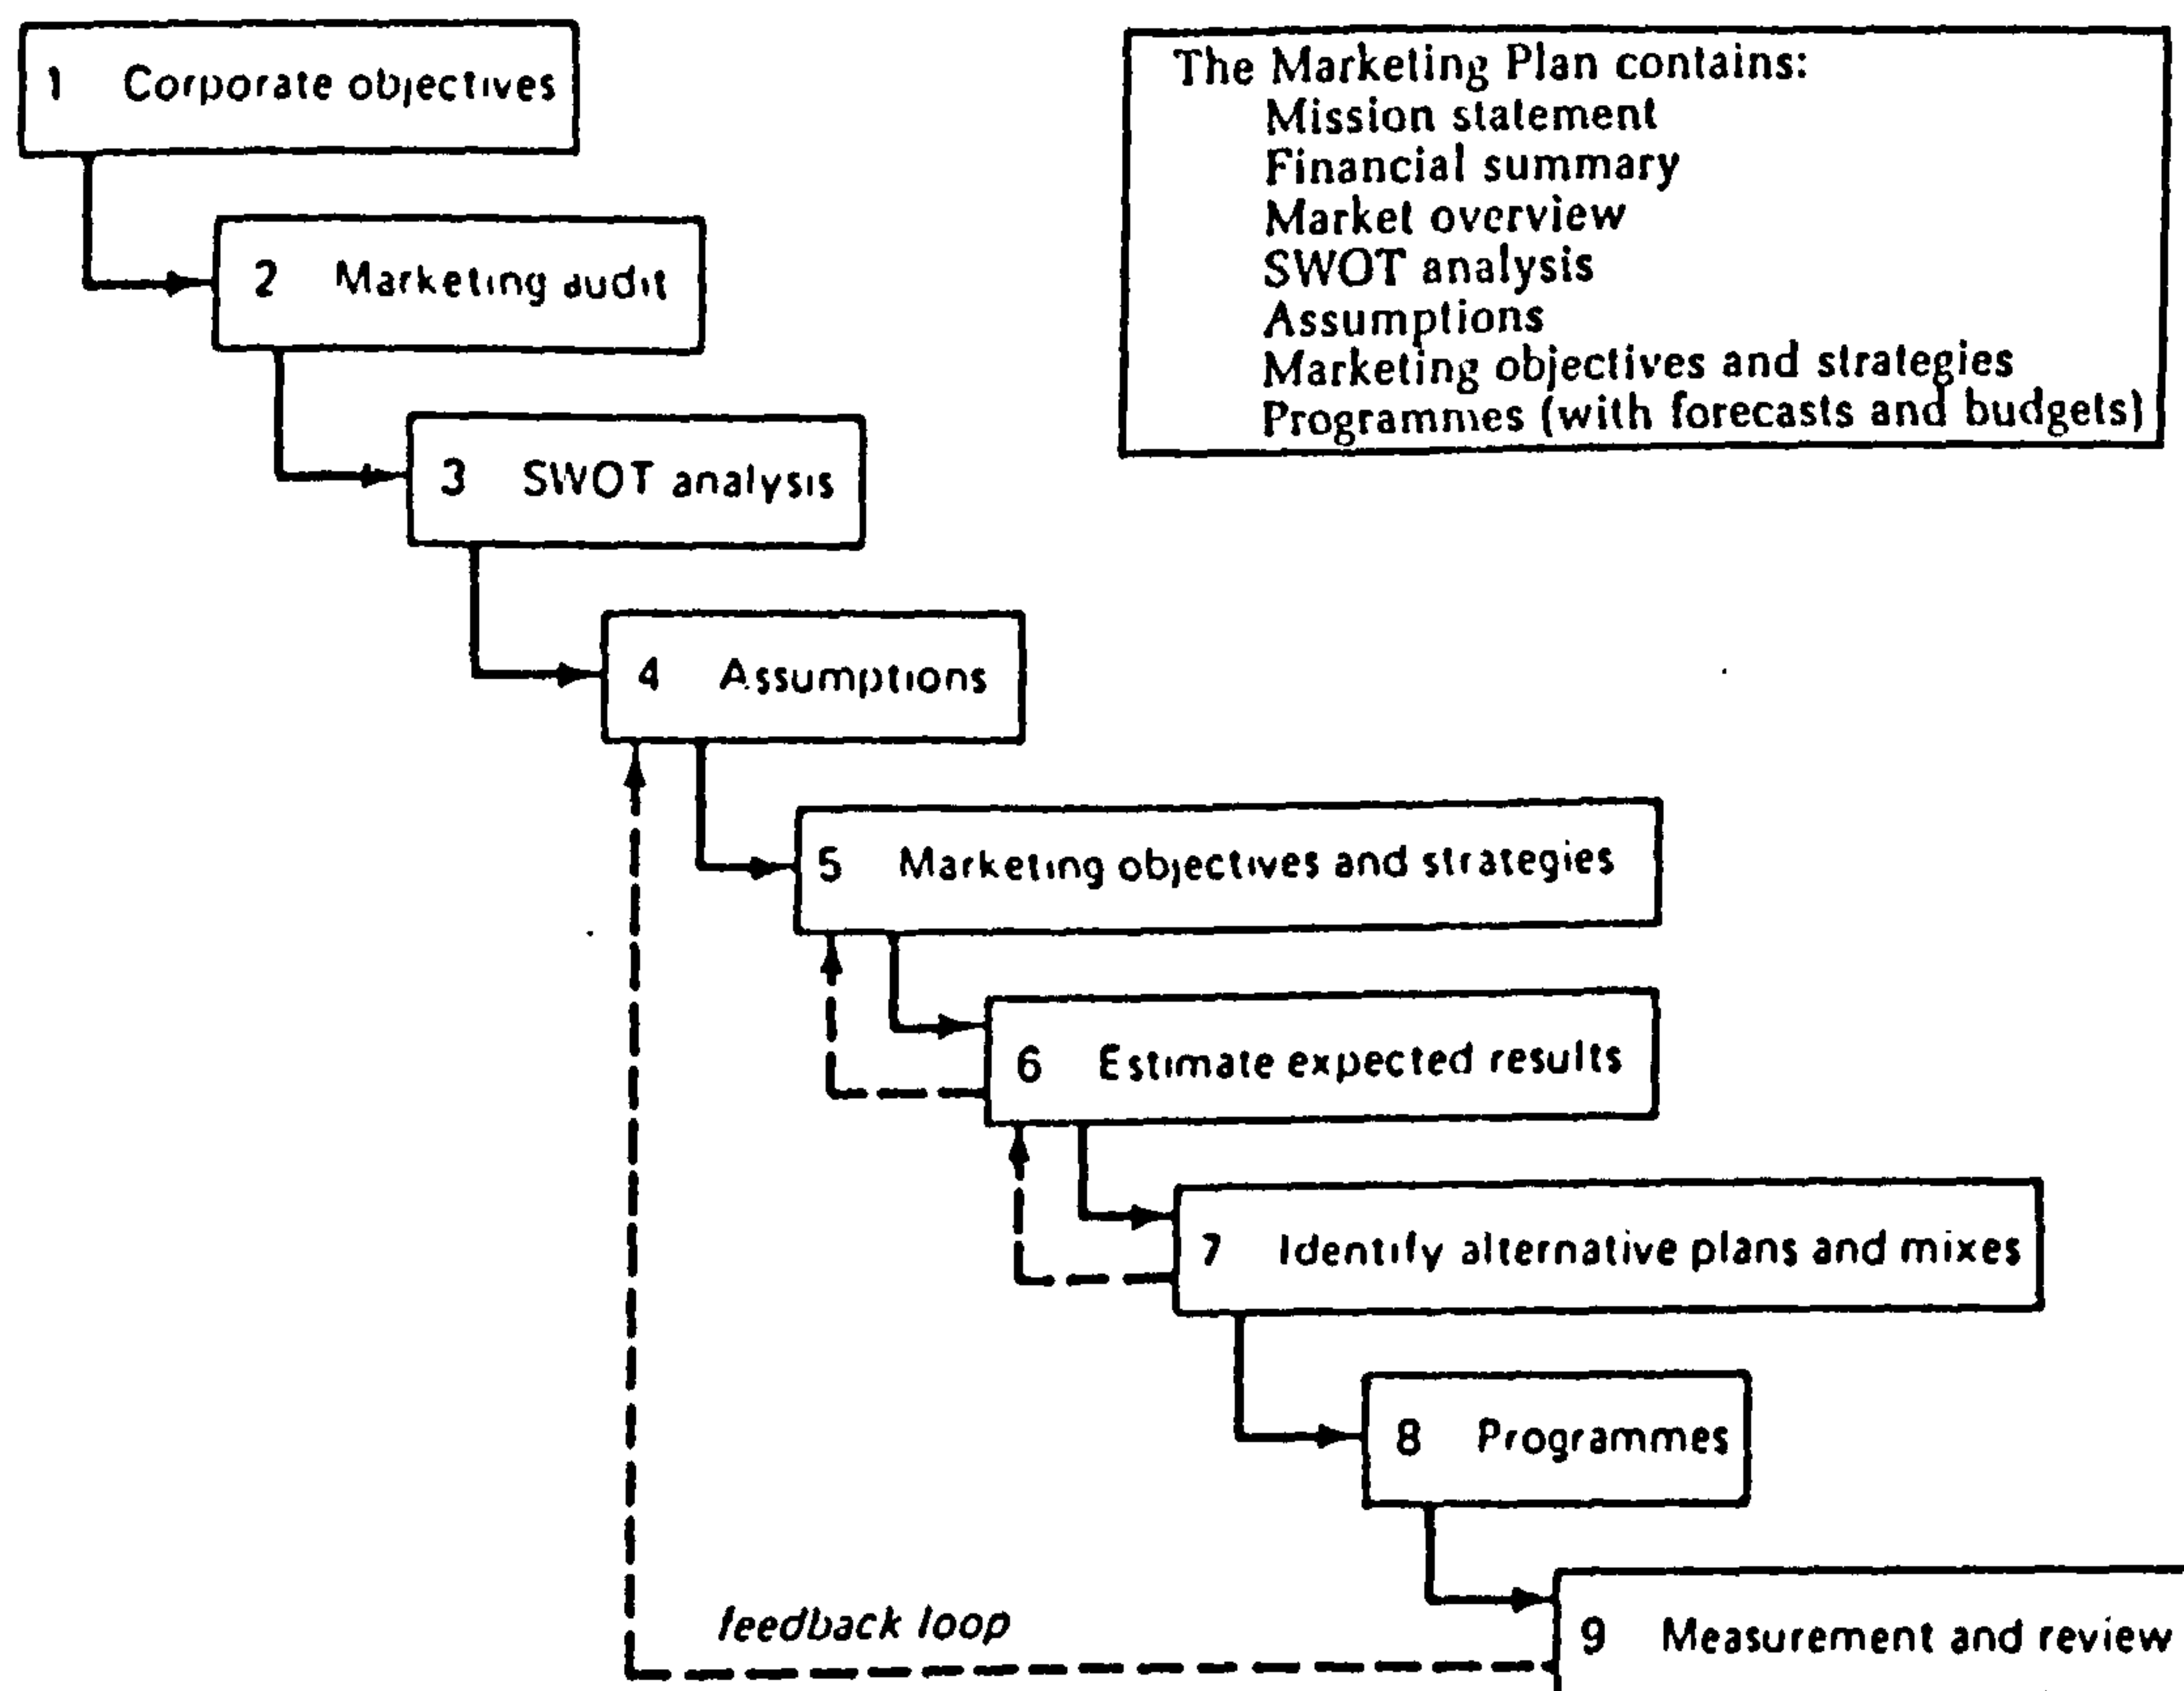 1 Corporate objectives
The Marketing Plan contains:
Mission statement
Financial summary
Market overview
SWOT analysis
Assumptions
Marketing objectives and strategies
Programmes (with forecasts and budgets)
2 Marketing audit
3 SWOT analysis
4 Assumptions
5 Marketing objectives and strategies
6 Estimate expected results
7 Identify alternative plans and mixes
8 Programmes
feedback loop
9 Measurement and review